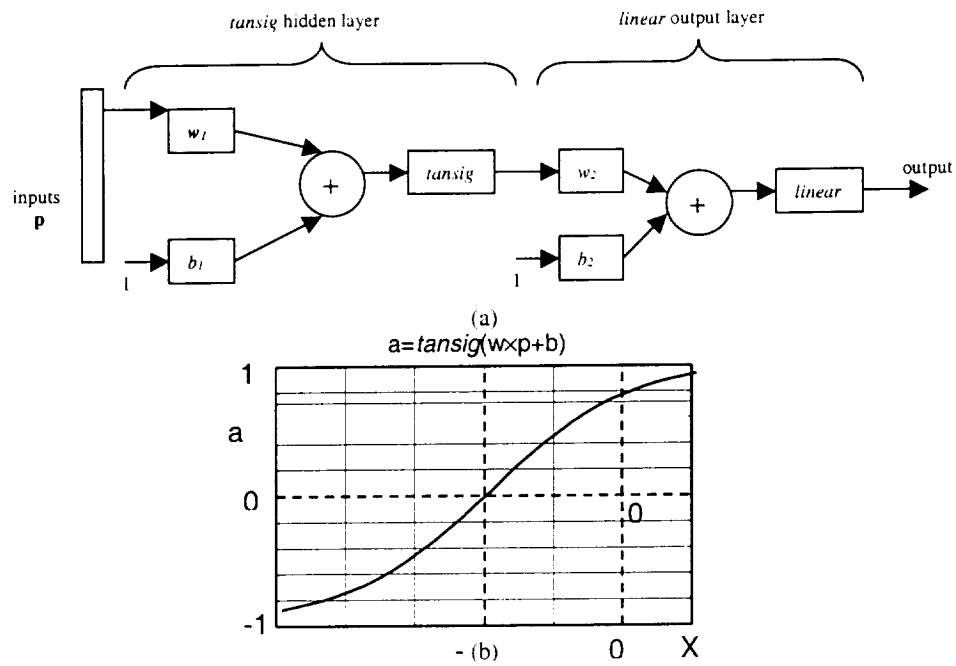 tansig hidden layer
linear output layer
w1
inputs
p
+
tansig
w2
+
linear
output
1
b1
1
b2
(a)
a=tansig(w×p+b)
1
a
0
0
-1
- (b)
0
X